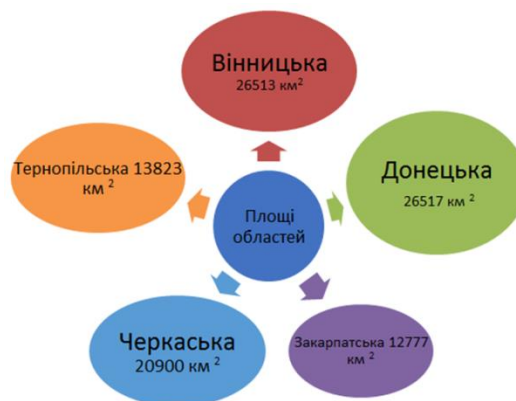 Вінницька
26513 км²
Тернопільська 13823
км ²
Донецька
26517 км ²
Площі
областей
Черкаська
20900 км ²
Закарпатська 12777
км ²